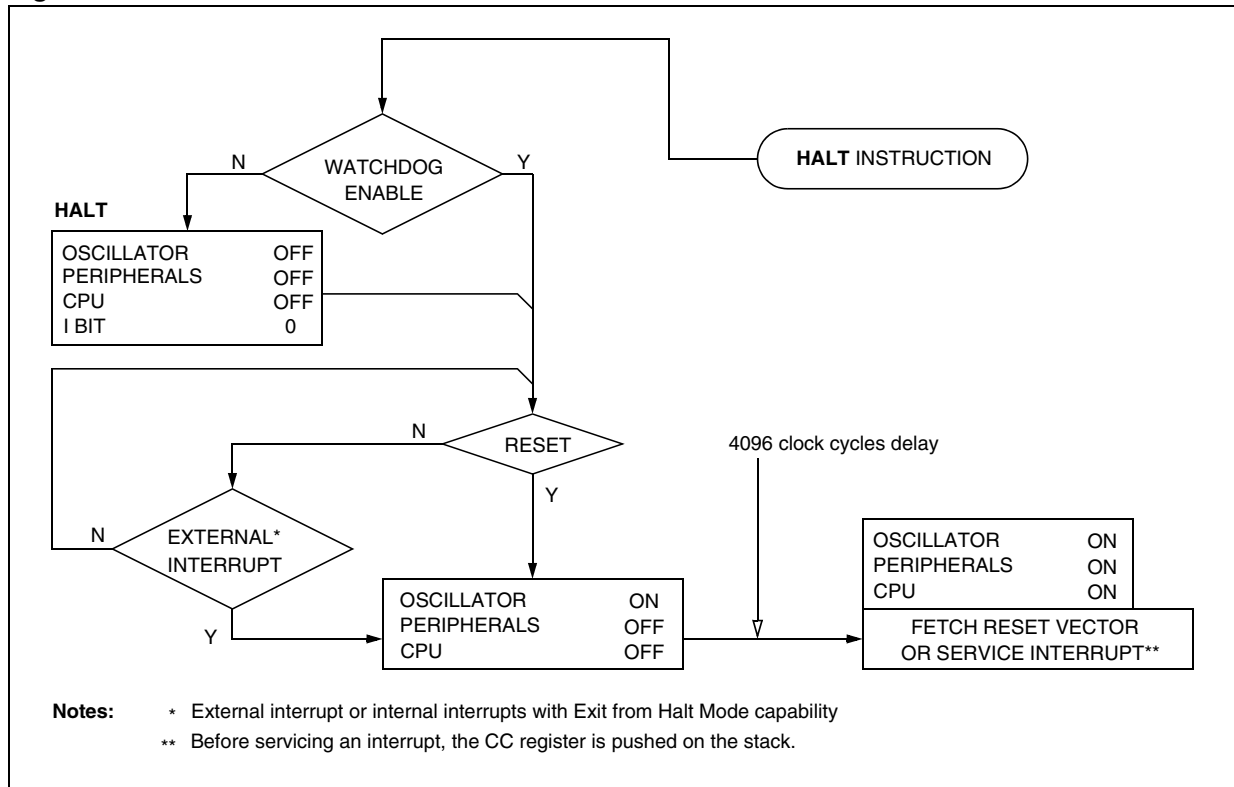 HALT INSTRUCTION
WATCHDOG
ENABLE
N
Y
HALT
OSCILLATOR OFF
PERIPHERALS OFF
CPU OFF
I BIT 0
RESET
N
Y
4096 clock cycles delay
EXTERNAL*
INTERRUPT
N
Y
OSCILLATOR ON
PERIPHERALS OFF
CPU OFF
OSCILLATOR ON
PERIPHERALS ON
CPU ON
FETCH RESET VECTOR
OR SERVICE INTERRUPT**
Notes: * External interrupt or internal interrupts with Exit from Halt Mode capability
** Before servicing an interrupt, the CC register is pushed on the stack.